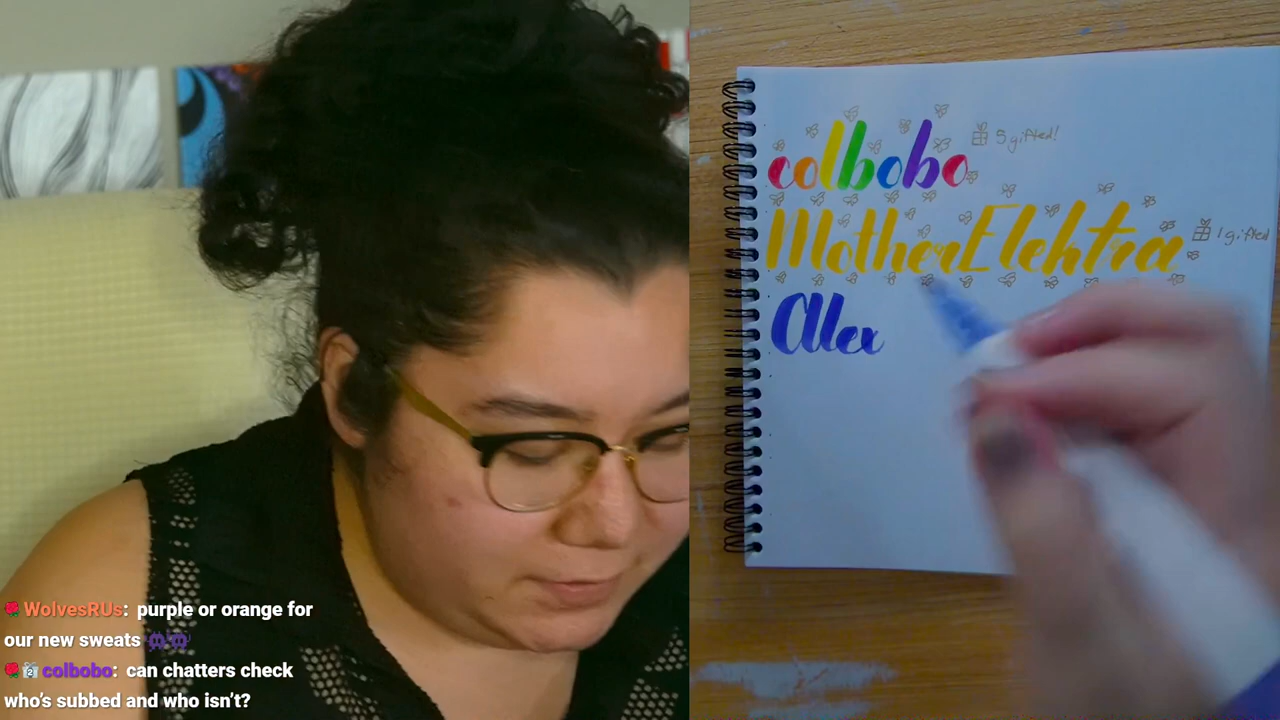 colbobo 5 gifted!
MotherElektra 1 gifted
Alex
WolvesRUs: purple or orange for
our new sweats
colbobo: can chatters check
who's subbed and who isn't?